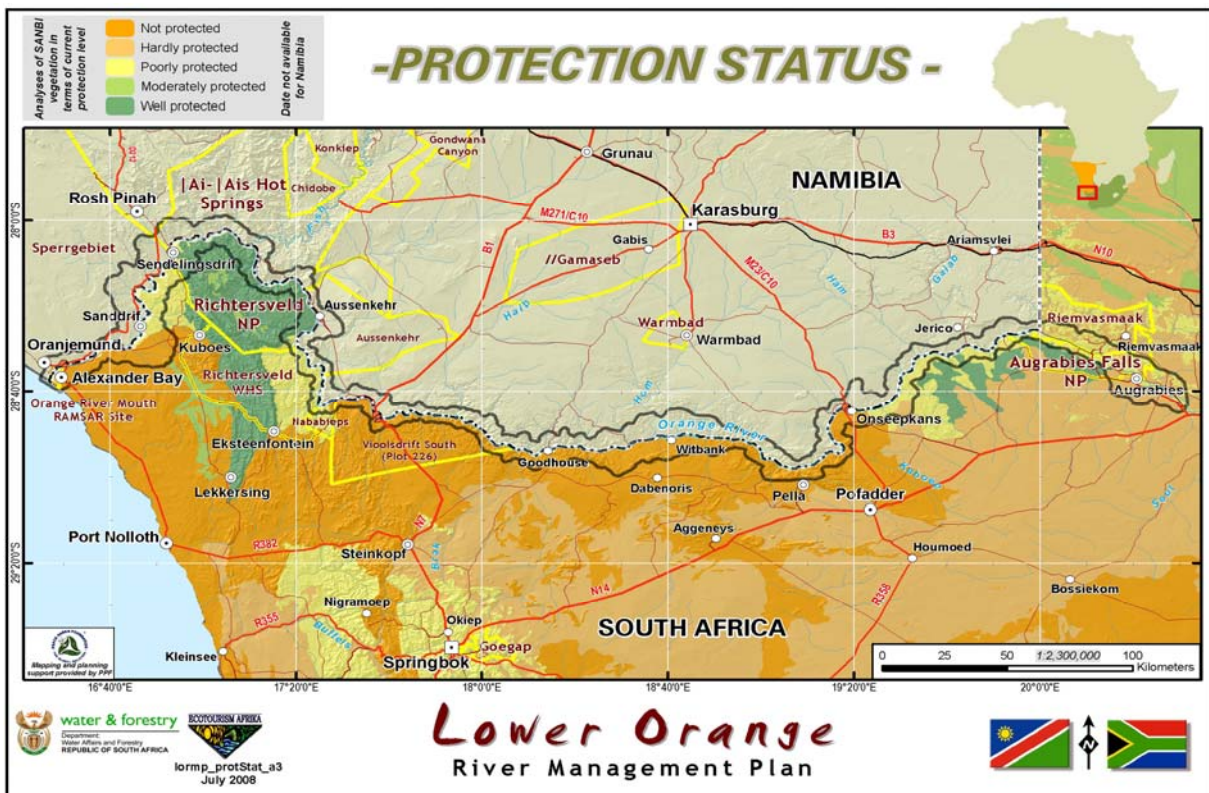 Analyses of SANBI
vegetation in
terms of current
protection level
Not protected
Hardly protected
Poorly protected
Moderately protected
Well protected
Date not available
for Namibia
-PROTECTION STATUS -
Konkiep
Gondwana
Canyon
Grunau
Chidobe
|Ai-|Ais Hot
Springs
Fish
NAMIBIA
Rosh Pinah
M271/C10
Karasburg
B1
Gabis
B3
Ariamsvlei
N10
Sperrgebiet
//Gamaseb
M23/C10
Ham
Galab
Sendelingsdrif
Richtersveld
NP
Aussenkehr
Haib
Sanddrif
Warmbad
Jerico
Riemvasmaak
Oranjemund
Kuboes
Aussenkehr
Warmbad
Riemvasmaak
Alexander Bay
Richtersveld
WHS
Augrabies Falls
NP
Hom
Augrabies
Orange River Mouth
RAMSAR Site
Nababieps
Orange River
Onseepkans
Eksteenfontein
Vioolsdrift South
(Plot 226)
Goodhouse
Witbank
Lekkersing
Dabenoris
Pella
Pofadder
Kaboep
Sout
Port Nolloth
R382
N7
Aggeneys
Steinkopf
Brak
Houmoed
N14
Bossiekom
Nigramoep
R355
Okiep
R358
Buffels
SOUTH AFRICA
Kleinsee
Springbok
Goegap
28°0'0"S
28°40'0"S
29°20'0"S
0 25 50 1:2,300,000 100
Kilometers
Mapping and planning
support provided by PPF
16°40'0"E 17°20'0"E 18°0'0"E 18°40'0"E 19°20'0"E 20°0'0"E
water & forestry
Department:
Water Affairs and Forestry
REPUBLIC OF SOUTH AFRICA
ECOTOURISM AFRIKA
lormp_protStat_a3
July 2008
Lower Orange
River Management Plan
N